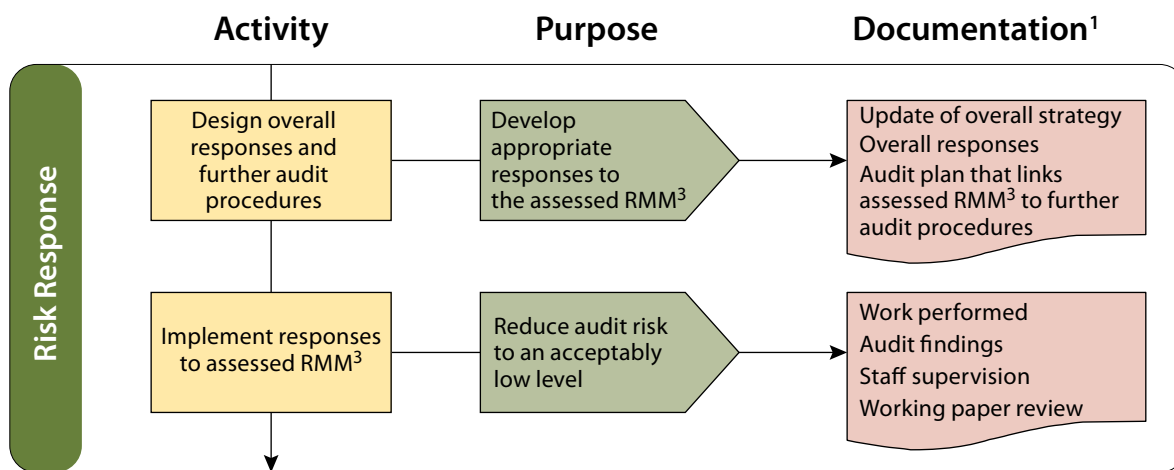 Activity
Purpose
Documentation¹
Risk Response
Design overall
responses and
further audit
procedures
Develop
appropriate
responses to
the assessed RMM³
Update of overall strategy
Overall responses
Audit plan that links
assessed RMM³ to further
audit procedures
Implement responses
to assessed RMM³
Reduce audit risk
to an acceptably
low level
Work performed
Audit findings
Staff supervision
Working paper review